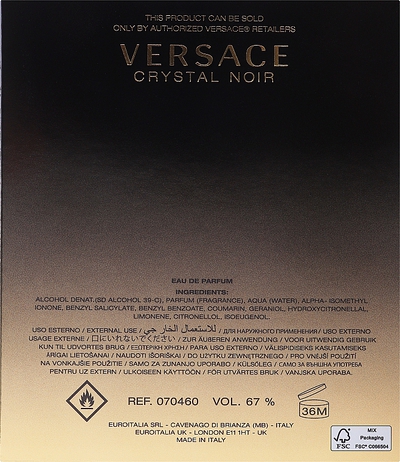 THIS PRODUCT CAN BE SOLD
ONLY BY AUTHORIZED VERSACE® RETAILERS
VERSACE
CRYSTAL NOIR
EAU DE PARFUM
INGREDIENTS:
ALCOHOL DENAT.(SD ALCOHOL 39-C), PARFUM (FRAGRANCE), AQUA (WATER), ALPHA- ISOMETHYL
IONONE, BENZYL SALICYLATE, BENZYL BENZOATE, COUMARIN, GERANIOL, HYDROXYCITRONELLAL,
LIMONENE, CITRONELLOL, ISOEUGENOL.
USO ESTERNO / EXTERNAL USE / للاستعمال الخارجي / ДЛЯ НАРУЖНОГО ПРИМЕНЕНИЯ / USO EXTERNO
USAGE EXTERNE / 口にいれないでください / ZUR ÄUßEREN ANWENDUNG / VOOR UITWENDIG GEBRUIK
KUN TIL UDVORTES BRUG / ΕΞΩΤΕΡΙΚΗ ΧΡΗΣΗ / PARA USO EXTERNO / VÄLISPIDISEKS KASUTAMISEKS
ĀRĪGAI LIETOŠANAI / NAUDOTI IŠORIŠKAI / DO UŻYTKU ZEWNĘTRZNEGO / PRO VNĚJŠÍ POUŽITÍ
NA VONKAJŠIE POUŽITIE / SAMO ZA ZUNANJO UPORABO / KÜLSŐLEG / САМО ЗА ВЪНШНА УПОТРЕБА
PENTRU UZ EXTERN / ULKOISEEN KÄYTTÖÖN / FÖR UTVÄRTES BRUK / VANJSKA UPORABA.
REF. 070460 VOL. 67 % 36M
EUROITALIA SRL - CAVENAGO DI BRIANZA (MB) - ITALY
EUROITALIA UK - LONDON E11 1HT - UK
MADE IN ITALY
FSC
MIX
Packaging
FSC® C066504